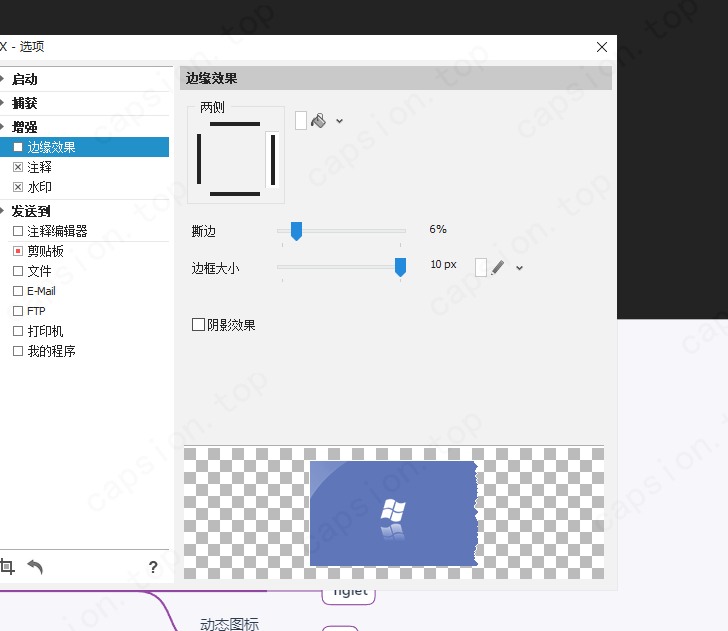 X - 选项
启动
捕获
增强
边缘效果
注释
水印
发送到
注释编辑器
剪贴板
文件
E-Mail
FTP
打印机
我的程序
?
边缘效果
两侧
撕边
6%
边框大小
10 px
阴影效果
动态图标
capsion.top